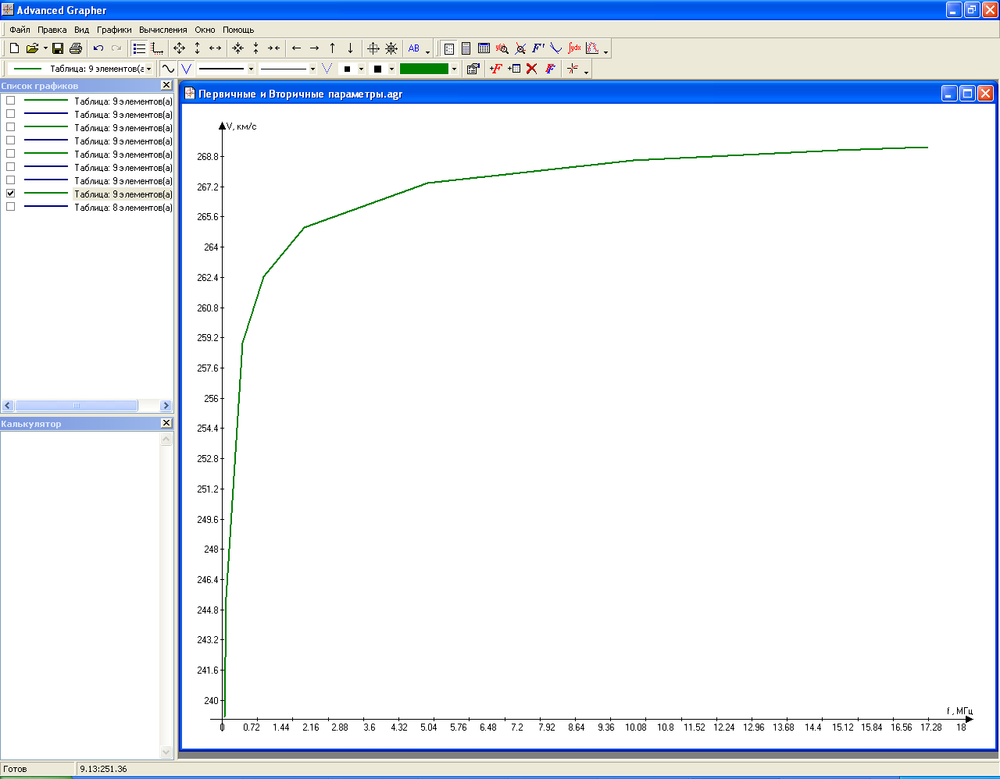 Advanced Grapher
Файл Правка Вид Графики Вычисления Окно Помощь
AB y(x) F' ∫ydx
Таблица: 9 элементов(а +F F
Список графиков
Таблица: 9 элементов(а)
Таблица: 9 элементов(а)
Таблица: 9 элементов(а)
Таблица: 9 элементов(а)
Таблица: 9 элементов(а)
Таблица: 9 элементов(а)
Таблица: 9 элементов(а)
Таблица: 9 элементов(а)
Таблица: 8 элементов(а)
Калькулятор
Первичные и Вторичные параметры.agr
V, км/с
268.8
267.2
265.6
264
262.4
260.8
259.2
257.6
256
254.4
252.8
251.2
249.6
248
246.4
244.8
243.2
241.6
240
f , МГц
0 0.72 1.44 2.16 2.88 3.6 4.32 5.04 5.76 6.48 7.2 7.92 8.64 9.36 10.08 10.8 11.52 12.24 12.96 13.68 14.4 15.12 15.84 16.56 17.28 18
Готов 9.13:251.36